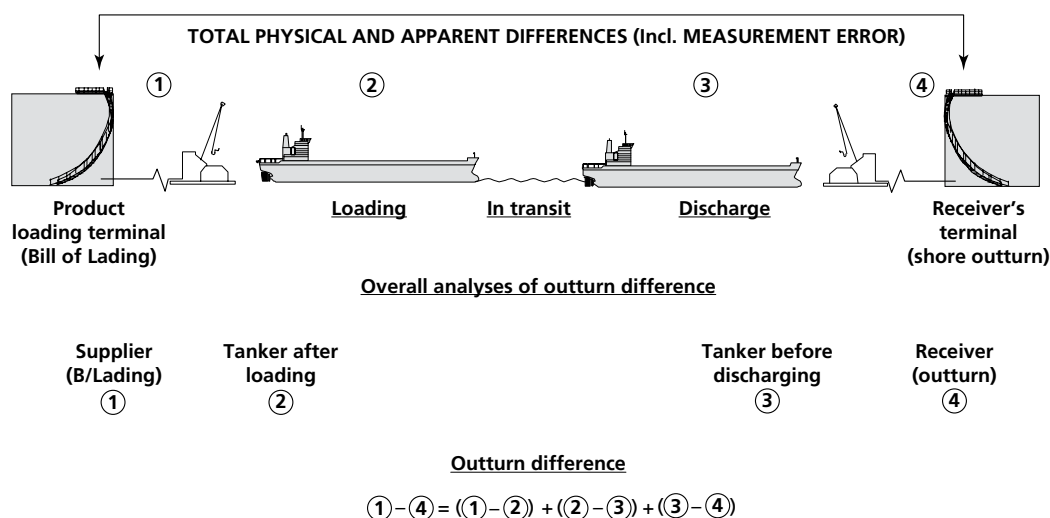 TOTAL PHYSICAL AND APPARENT DIFFERENCES (Incl. MEASUREMENT ERROR)
① ② ③ ④
Product
loading terminal
(Bill of Lading)
Loading
In transit
Discharge
Receiver's
terminal
(shore outturn)
Overall analyses of outturn difference
Supplier
(B/Lading)
①
Tanker after
loading
②
Tanker before
discharging
③
Receiver
(outturn)
④
Outturn difference
①–④ = (①–②) + (②–③) + (③–④)